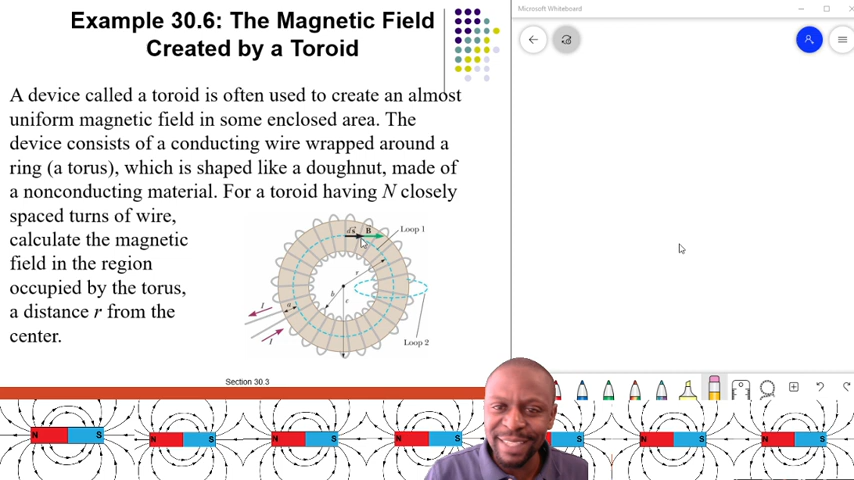 Example 30.6: The Magnetic Field
Created by a Toroid
Microsoft Whiteboard
A device called a toroid is often used to create an almost
uniform magnetic field in some enclosed area. The
device consists of a conducting wire wrapped around a
ring (a torus), which is shaped like a doughnut, made of
a nonconducting material. For a toroid having N closely
spaced turns of wire,
calculate the magnetic
field in the region
occupied by the torus,
a distance r from the
center.
ds B
Loop 1
r
b
c
a
I
I
Loop 2
Section 30.3
N S
N S
N S
N S
S
N S
N S